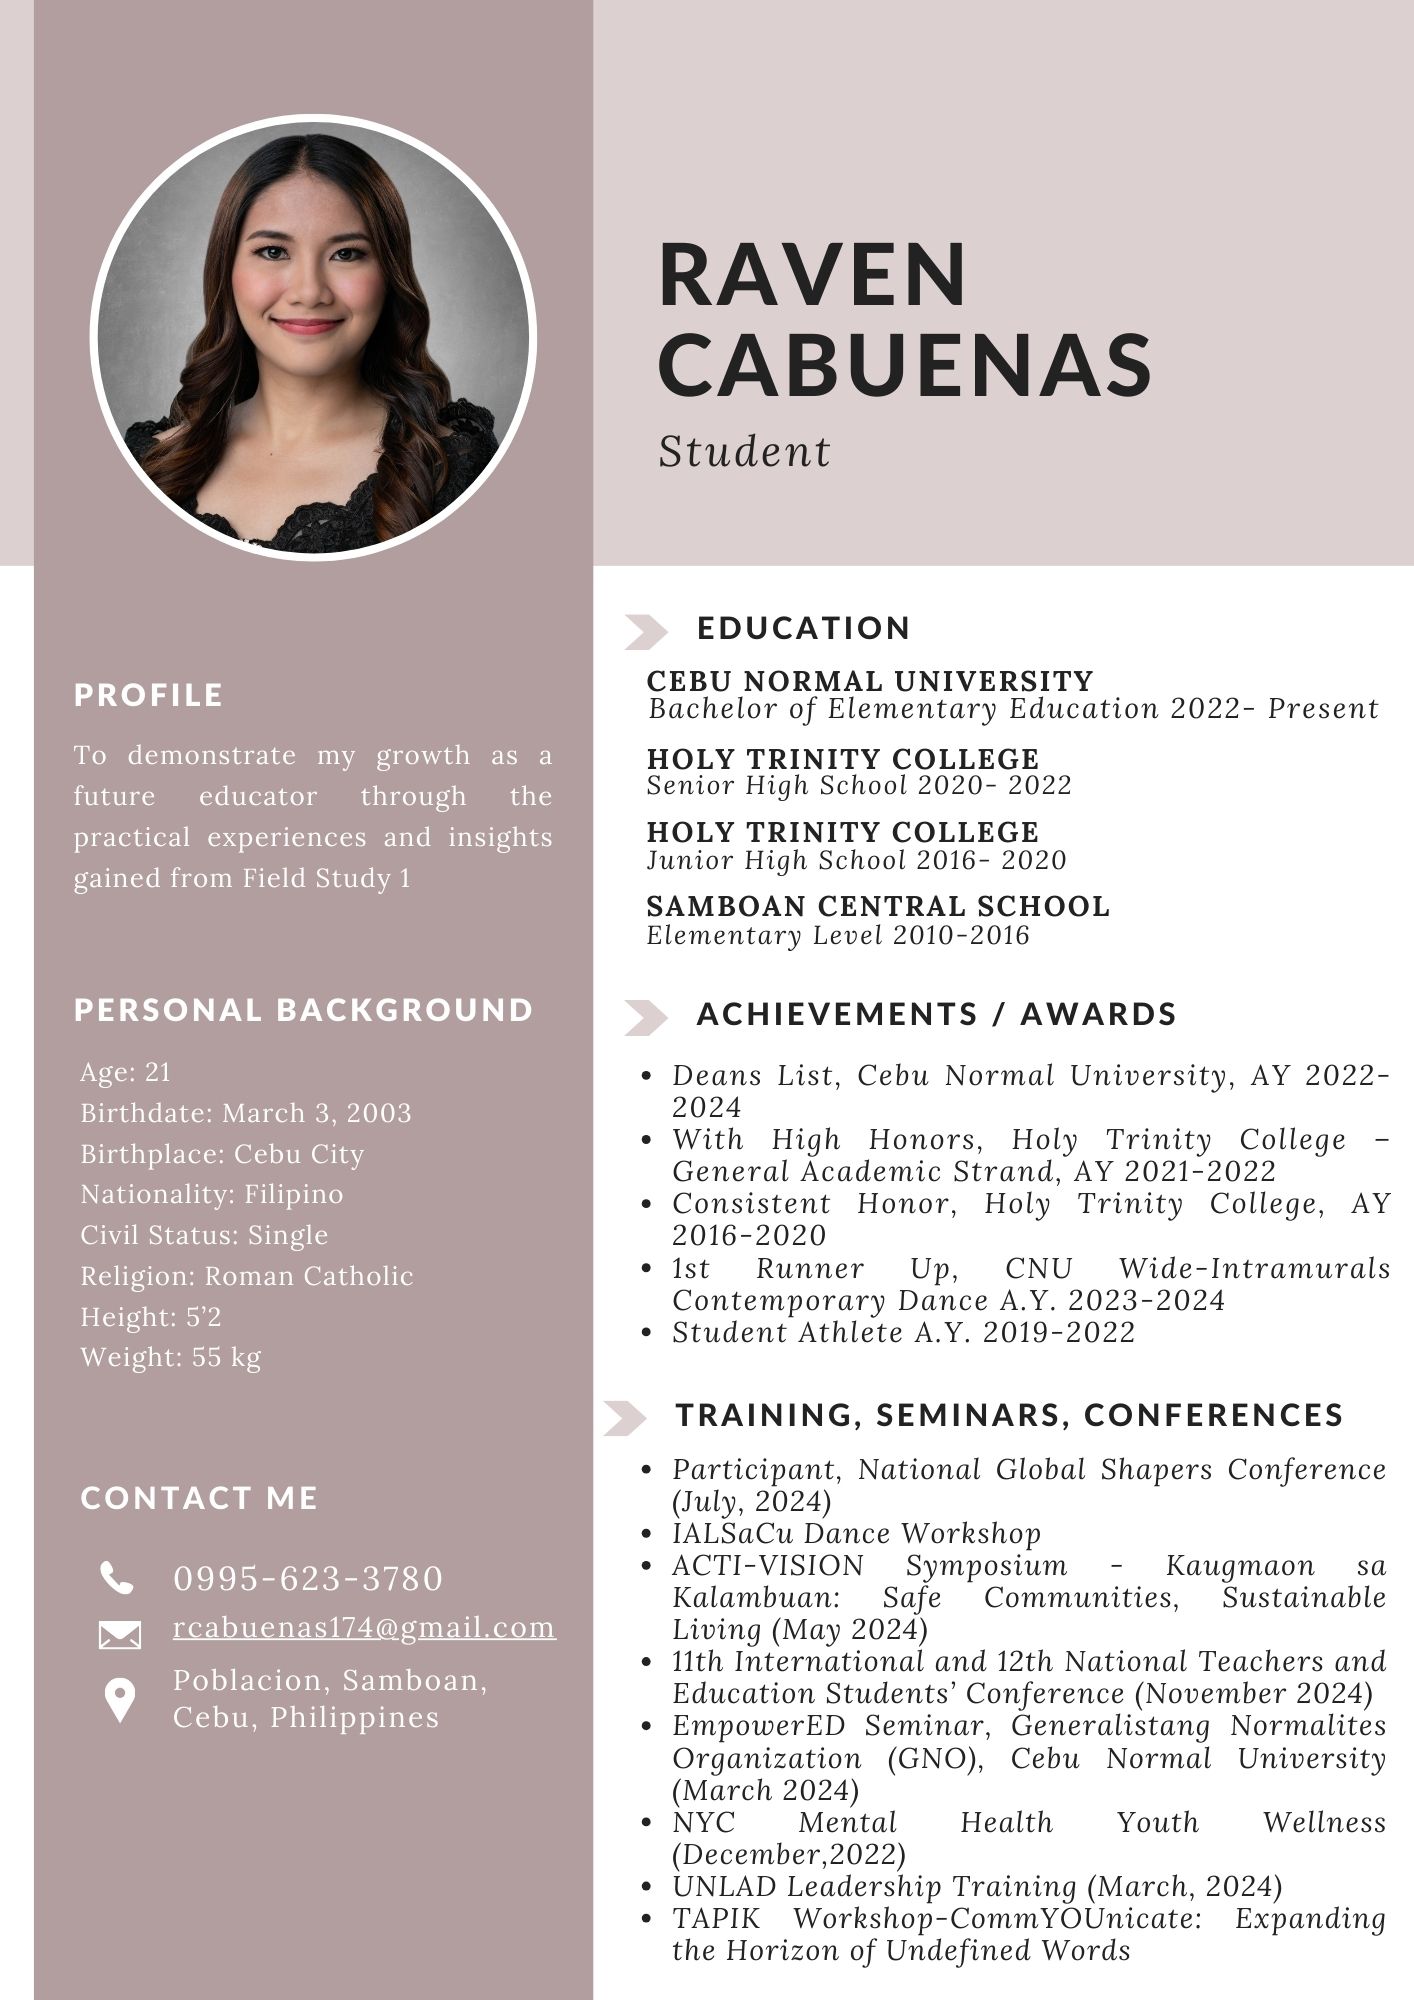 RAVEN
CABUENAS
Student
PROFILE
To demonstrate my growth as a
future educator through the
practical experiences and insights
gained from Field Study 1
PERSONAL BACKGROUND
Age: 21
Birthdate: March 3, 2003
Birthplace: Cebu City
Nationality: Filipino
Civil Status: Single
Religion: Roman Catholic
Height: 5’2
Weight: 55 kg
CONTACT ME
0995-623-3780
rcabuenas174@gmail.com
Poblacion, Samboan,
Cebu, Philippines
EDUCATION
CEBU NORMAL UNIVERSITY
Bachelor of Elementary Education 2022- Present
HOLY TRINITY COLLEGE
Senior High School 2020- 2022
HOLY TRINITY COLLEGE
Junior High School 2016- 2020
SAMBOAN CENTRAL SCHOOL
Elementary Level 2010-2016
ACHIEVEMENTS / AWARDS
• Deans List, Cebu Normal University, AY 2022-
2024
• With High Honors, Holy Trinity College –
General Academic Strand, AY 2021-2022
• Consistent Honor, Holy Trinity College, AY
2016-2020
• 1st Runner Up, CNU Wide-Intramurals
Contemporary Dance A.Y. 2023-2024
• Student Athlete A.Y. 2019-2022
TRAINING, SEMINARS, CONFERENCES
• Participant, National Global Shapers Conference
(July, 2024)
• IALSaCu Dance Workshop
• ACTI-VISION Symposium - Kaugmaon sa
Kalambuan: Safe Communities, Sustainable
Living (May 2024)
• 11th International and 12th National Teachers and
Education Students’ Conference (November 2024)
• EmpowerED Seminar, Generalistang Normalites
Organization (GNO), Cebu Normal University
(March 2024)
• NYC Mental Health Youth Wellness
(December,2022)
• UNLAD Leadership Training (March, 2024)
• TAPIK Workshop-CommYOUnicate: Expanding
the Horizon of Undefined Words